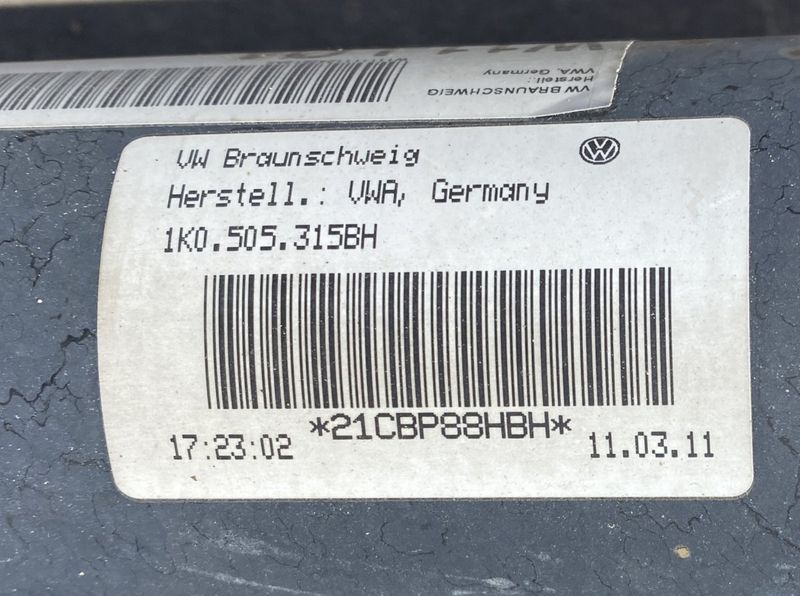 VW BRAUNSCHWEIG
Herstell.:
VWA, Germany
VW Braunschweig
Herstell.: VWA, Germany
1K0.505.315BH
*21CBP88HBH*
17:23:02
11.03.11